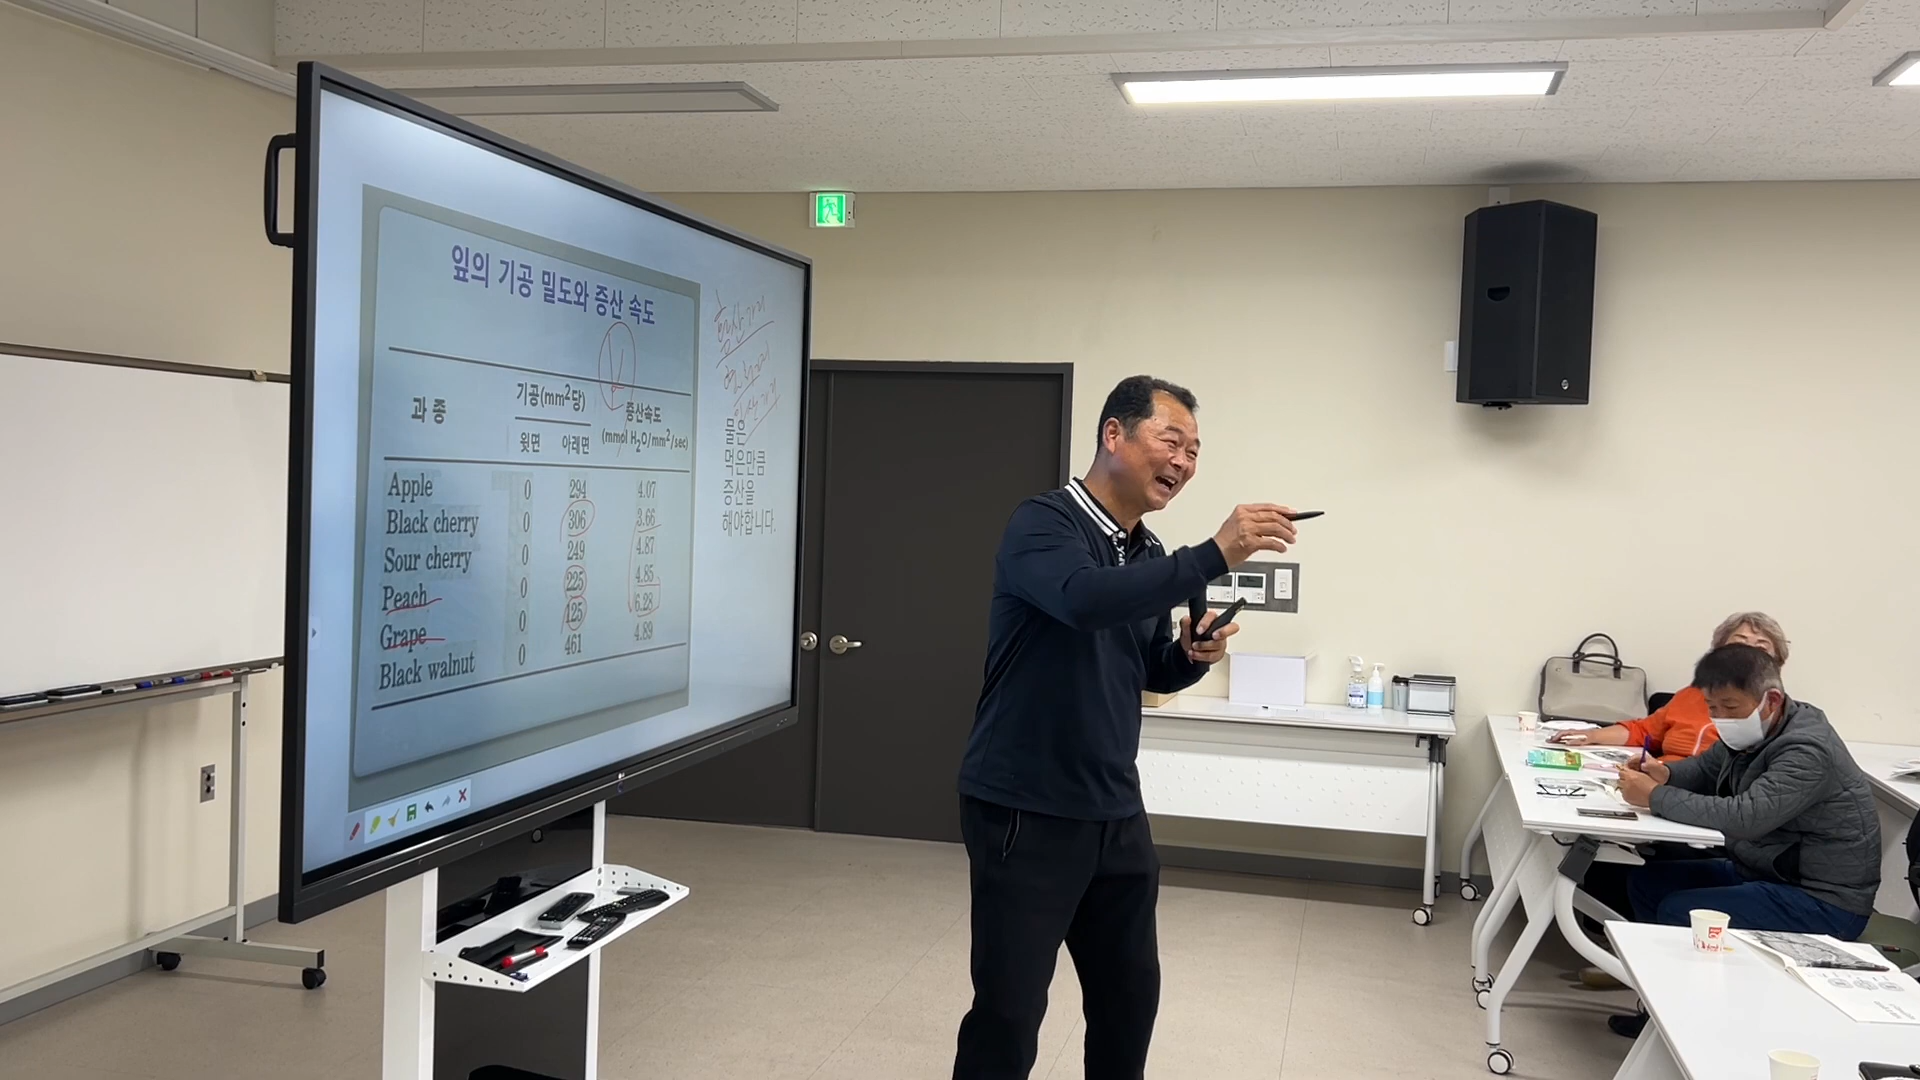 잎의 기공 밀도와 증산 속도
과 종 기공(mm²당) 증산속도
윗면 아래면 (mmol H₂O/mm²/sec)
Apple 0 294 4.07
Black cherry 0 306 3.66
Sour cherry 0 249 4.87
Peach 0 225 4.85
Grape 0 125 6.28
Black walnut 0 461 4.89
물은
먹은만큼
증산을
해야합니다.
LG